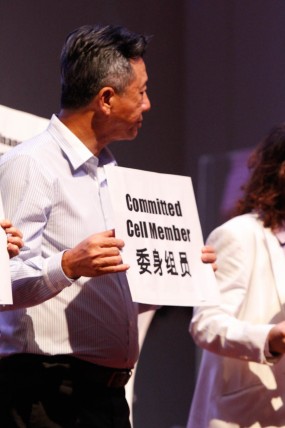 Committed
Cell Member
委身组员